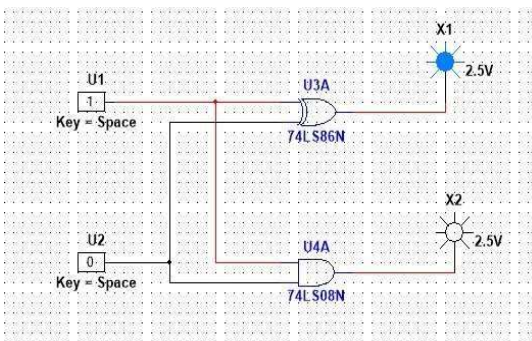 X1
2.5V
U1
1
Key = Space
U3A
74LS86N
X2
2.5V
U2
0
Key = Space
U4A
74LS08N